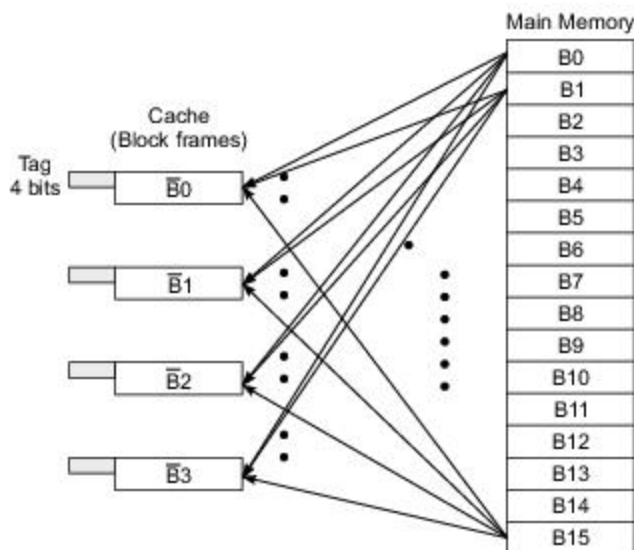 Main Memory
B0
B1
B2
B3
B4
B5
B6
B7
B8
B9
B10
B11
B12
B13
B14
B15
Cache
(Block frames)
Tag
4 bits
B̅0
B̅1
B̅2
B̅3